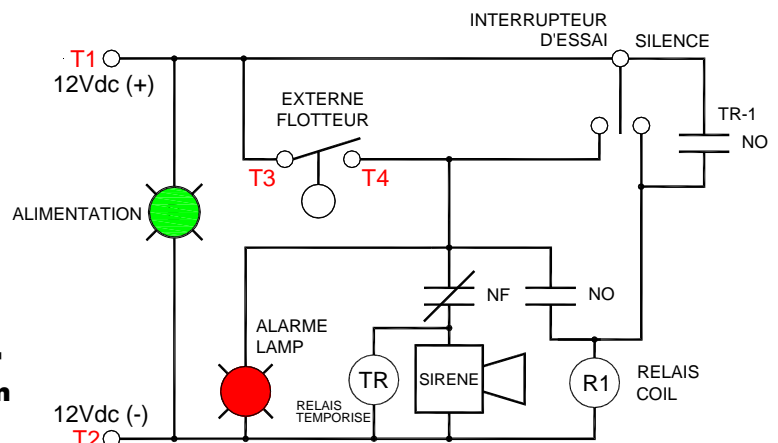 INTERRUPTEUR
D'ESSAI
SILENCE
T1
12Vdc (+)
EXTERNE
FLOTTEUR
TR-1
NO
T3
T4
ALIMENTATION
NF
NO
ALARME
LAMP
TR
SIRENE
R1
RELAIS
COIL
RELAIS
TEMPORISE
12Vdc (-)
T2